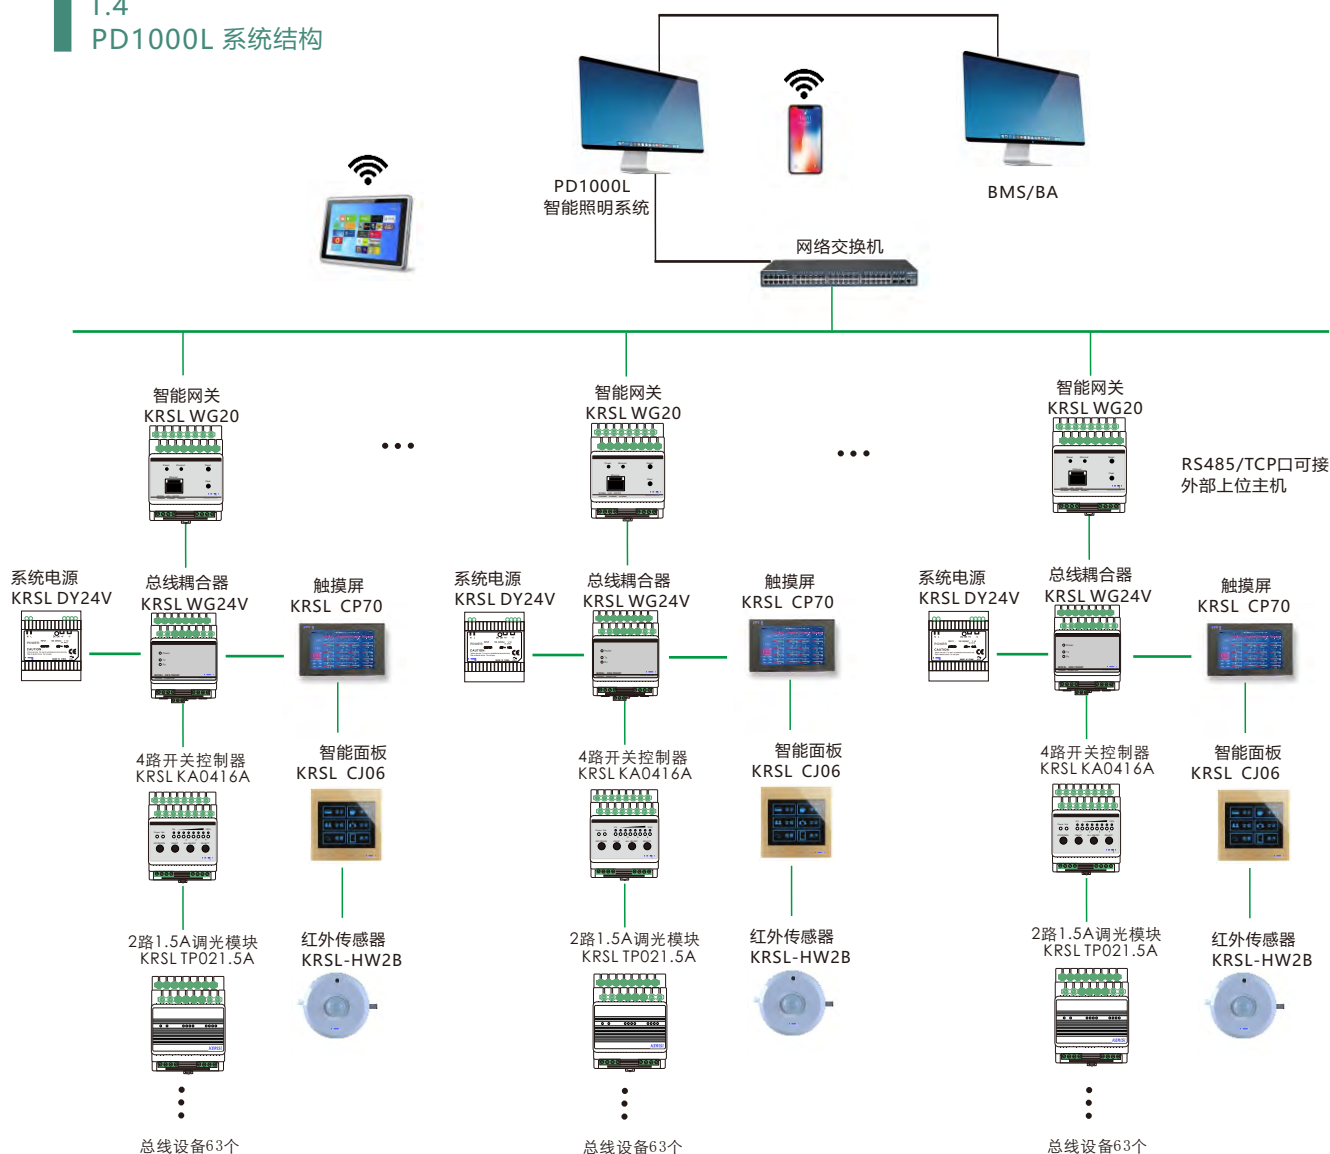 1.4
PD1000L 系统结构
PD1000L
智能照明系统
BMS/BA
网络交换机
智能网关
KRSL WG20
智能网关
KRSL WG20
智能网关
KRSL WG20
RS485/TCP口可接
外部上位主机
系统电源
KRSL DY24V
总线耦合器
KRSL WG24V
触摸屏
KRSL CP70
系统电源
KRSL DY24V
总线耦合器
KRSL WG24V
触摸屏
KRSL CP70
系统电源
KRSL DY24V
总线耦合器
KRSL WG24V
触摸屏
KRSL CP70
4路开关控制器
KRSL KA0416A
智能面板
KRSL CJ06
4路开关控制器
KRSL KA0416A
智能面板
KRSL CJ06
4路开关控制器
KRSL KA0416A
智能面板
KRSL CJ06
2路1.5A调光模块
KRSL TP021.5A
红外传感器
KRSL-HW2B
2路1.5A调光模块
KRSL TP021.5A
红外传感器
KRSL-HW2B
2路1.5A调光模块
KRSL TP021.5A
红外传感器
KRSL-HW2B
总线设备63个
总线设备63个
总线设备63个